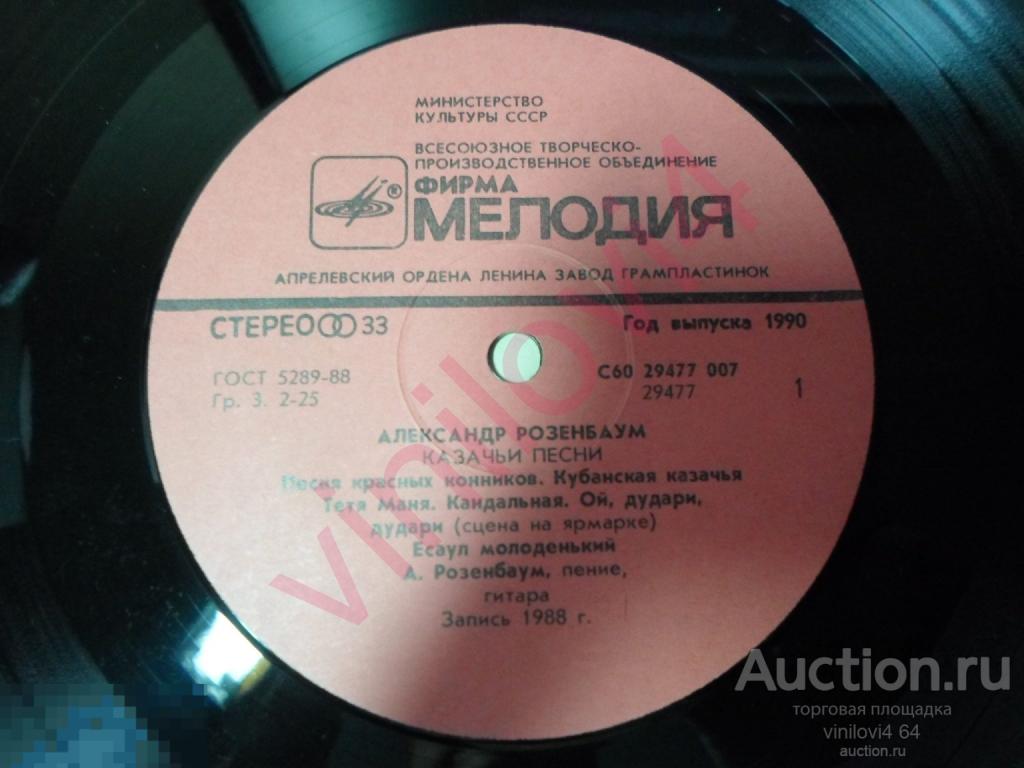 МИНИСТЕРСТВО
КУЛЬТУРЫ СССР
ВСЕСОЮЗНОЕ ТВОРЧЕСКО-
ПРОИЗВОДСТВЕННОЕ ОБЪЕДИНЕНИЕ
®
ФИРМА
МЕЛОДИЯ
АПРЕЛЕВСКИЙ ОРДЕНА ЛЕНИНА ЗАВОД ГРАМПЛАСТИНОК
СТЕРЕО 33
Год выпуска 1990
ГОСТ 5289-88
Гр. 3. 2-25
С60 29477 007
29477
1
АЛЕКСАНДР РОЗЕНБАУМ
КАЗАЧЬИ ПЕСНИ
Песня красных конников. Кубанская казачья
Тетя Маня. Кандальная. Ой, дудари,
дудари (сцена на ярмарке)
Есаул молоденький
А. Розенбаум, пение,
гитара
Запись 1988 г.
vinilovi4
Auction.ru
торговая площадка
vinilovi4 64
auction.ru